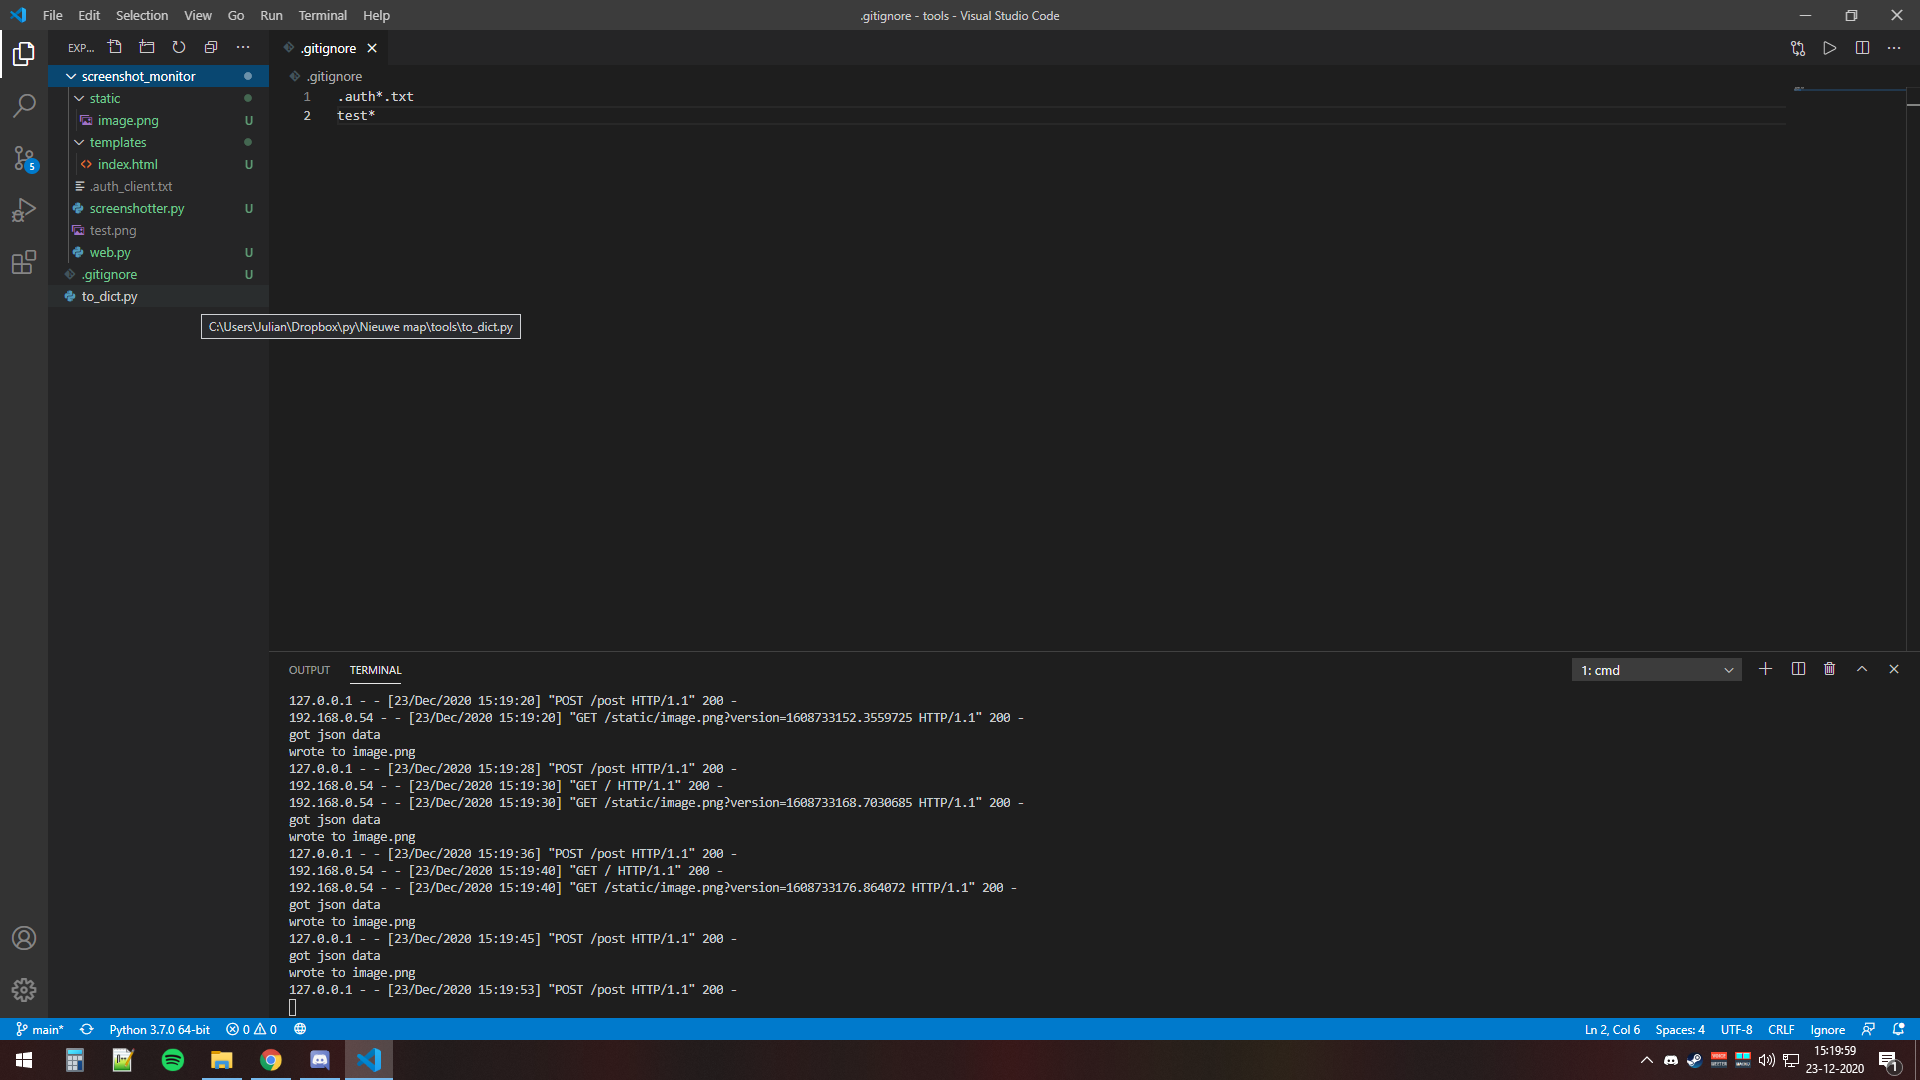 File Edit Selection View Go Run Terminal Help
.gitignore - tools - Visual Studio Code
EXP...
screenshot_monitor
static
image.png U
templates
index.html U
.auth_client.txt
screenshotter.py U
test.png
web.py U
.gitignore U
to_dict.py
5
C:\Users\Julian\Dropbox\py\Nieuwe map\tools\to_dict.py
.gitignore
.gitignore
1 .auth*.txt
2 test*
OUTPUT TERMINAL
1: cmd
127.0.0.1 - - [23/Dec/2020 15:19:20] "POST /post HTTP/1.1" 200 -
192.168.0.54 - - [23/Dec/2020 15:19:20] "GET /static/image.png?version=1608733152.3559725 HTTP/1.1" 200 -
got json data
wrote to image.png
127.0.0.1 - - [23/Dec/2020 15:19:28] "POST /post HTTP/1.1" 200 -
192.168.0.54 - - [23/Dec/2020 15:19:30] "GET / HTTP/1.1" 200 -
192.168.0.54 - - [23/Dec/2020 15:19:30] "GET /static/image.png?version=1608733168.7030685 HTTP/1.1" 200 -
got json data
wrote to image.png
127.0.0.1 - - [23/Dec/2020 15:19:36] "POST /post HTTP/1.1" 200 -
192.168.0.54 - - [23/Dec/2020 15:19:40] "GET / HTTP/1.1" 200 -
192.168.0.54 - - [23/Dec/2020 15:19:40] "GET /static/image.png?version=1608733176.864072 HTTP/1.1" 200 -
got json data
wrote to image.png
127.0.0.1 - - [23/Dec/2020 15:19:45] "POST /post HTTP/1.1" 200 -
got json data
wrote to image.png
127.0.0.1 - - [23/Dec/2020 15:19:53] "POST /post HTTP/1.1" 200 -
main* Python 3.7.0 64-bit 0 0
Ln 2, Col 6 Spaces: 4 UTF-8 CRLF Ignore
15:19:59
23-12-2020
1